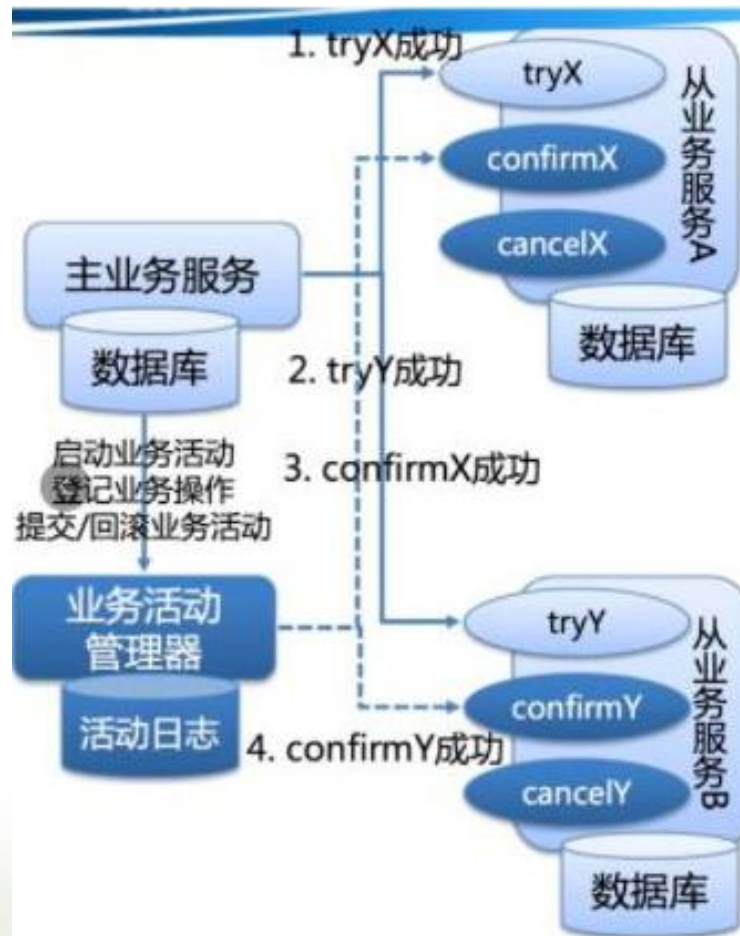 1. tryX成功
tryX
confirmX
cancelX
从业务服务A
数据库
主业务服务
数据库
2. tryY成功
启动业务活动
登记业务操作
提交/回滚业务活动
3. confirmX成功
业务活动
管理器
活动日志
4. confirmY成功
tryY
confirmY
cancelY
从业务服务B
数据库